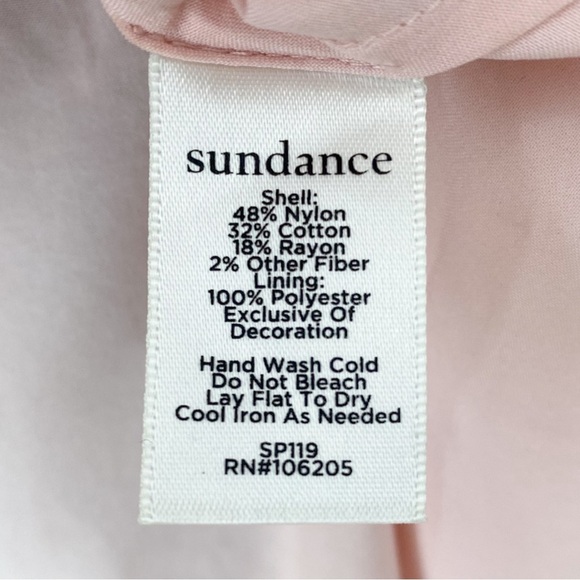 sundance
Shell:
48% Nylon
32% Cotton
18% Rayon
2% Other Fiber
Lining:
100% Polyester
Exclusive Of
Decoration
Hand Wash Cold
Do Not Bleach
Lay Flat To Dry
Cool Iron As Needed
SP119
RN#106205